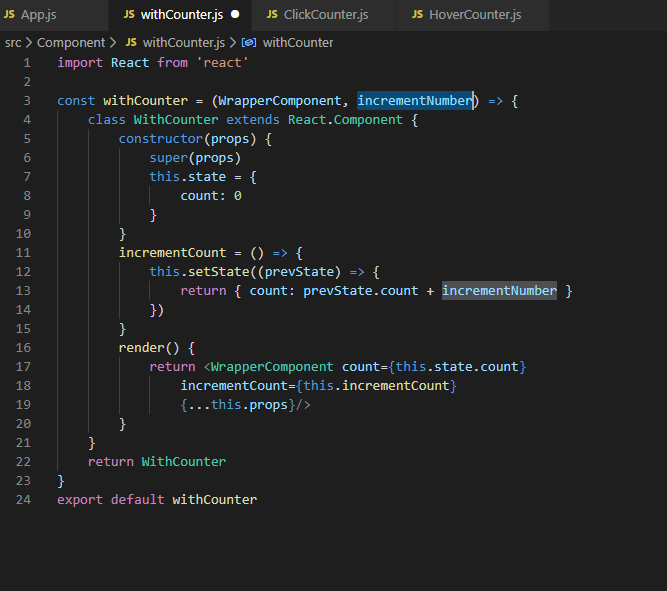 JS App.js JS withCounter.js ● JS ClickCounter.js JS HoverCounter.js
src > Component > JS withCounter.js > withCounter
1 import React from 'react'
2
3 const withCounter = (WrapperComponent, incrementNumber) => {
4 class WithCounter extends React.Component {
5 constructor(props) {
6 super(props)
7 this.state = {
8 count: 0
9 }
10 }
11 incrementCount = () => {
12 this.setState((prevState) => {
13 return { count: prevState.count + incrementNumber }
14 })
15 }
16 render() {
17 return <WrapperComponent count={this.state.count}
18 incrementCount={this.incrementCount}
19 {...this.props}/>
20 }
21 }
22 return WithCounter
23 }
24 export default withCounter